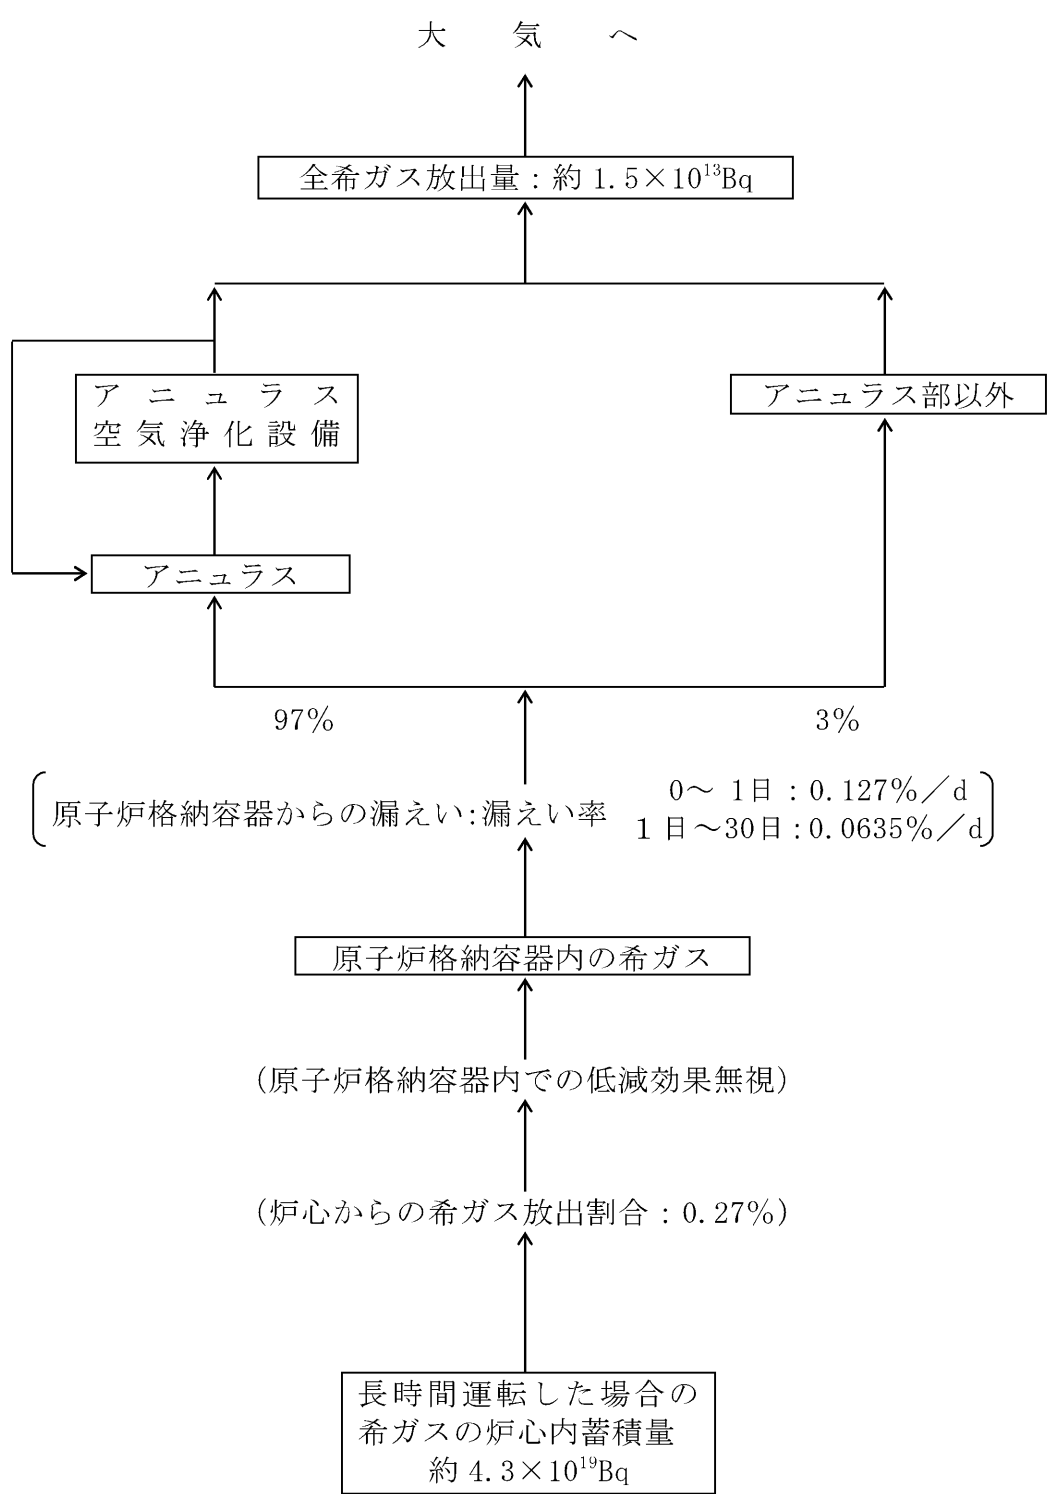 大気へ
全希ガス放出量：約 1.5×10¹³Bq
アニュラス
空気浄化設備
アニュラス部以外
アニュラス
97％
3％
原子炉格納容器からの漏えい：漏えい率
0～ 1日：0.127％／d
1日～30日：0.0635％／d
原子炉格納容器内の希ガス
（原子炉格納容器内での低減効果無視）
（炉心からの希ガス放出割合：0.27％）
長時間運転した場合の
希ガスの炉心内蓄積量
約 4.3×10¹⁹Bq